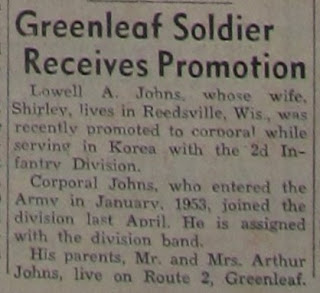 Greenleaf Soldier
Receives Promotion
Lowell A. Johns, whose wife,
Shirley, lives in Reedsville, Wis., was
recently promoted to corporal while
serving in Korea with the 2d In-
fantry Division.
Corporal Johns, who entered the
Army in January, 1953, joined the
division last April. He is assigned
with the division band.
His parents, Mr. and Mrs. Arthur
Johns, live on Route 2, Greenleaf.